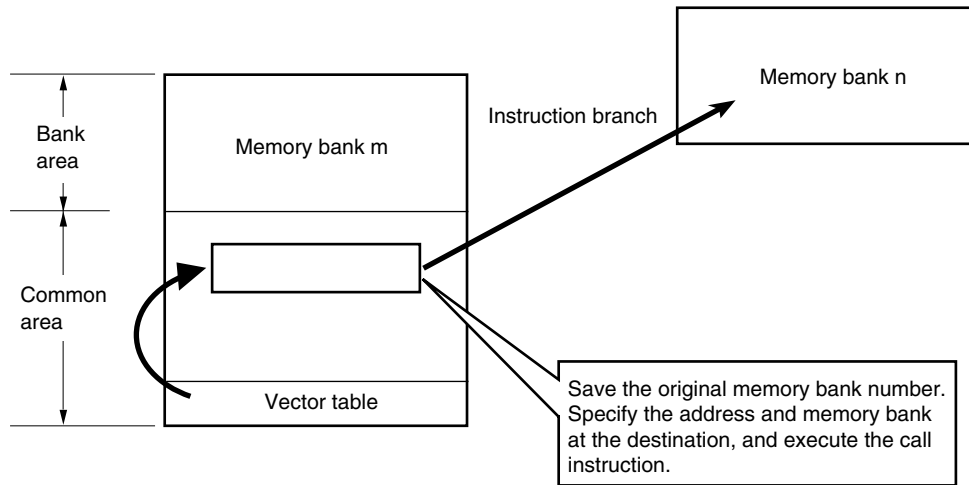 Memory bank n
Instruction branch
Bank
area
Memory bank m
Common
area
Vector table
Save the original memory bank number.
Specify the address and memory bank
at the destination, and execute the call
instruction.